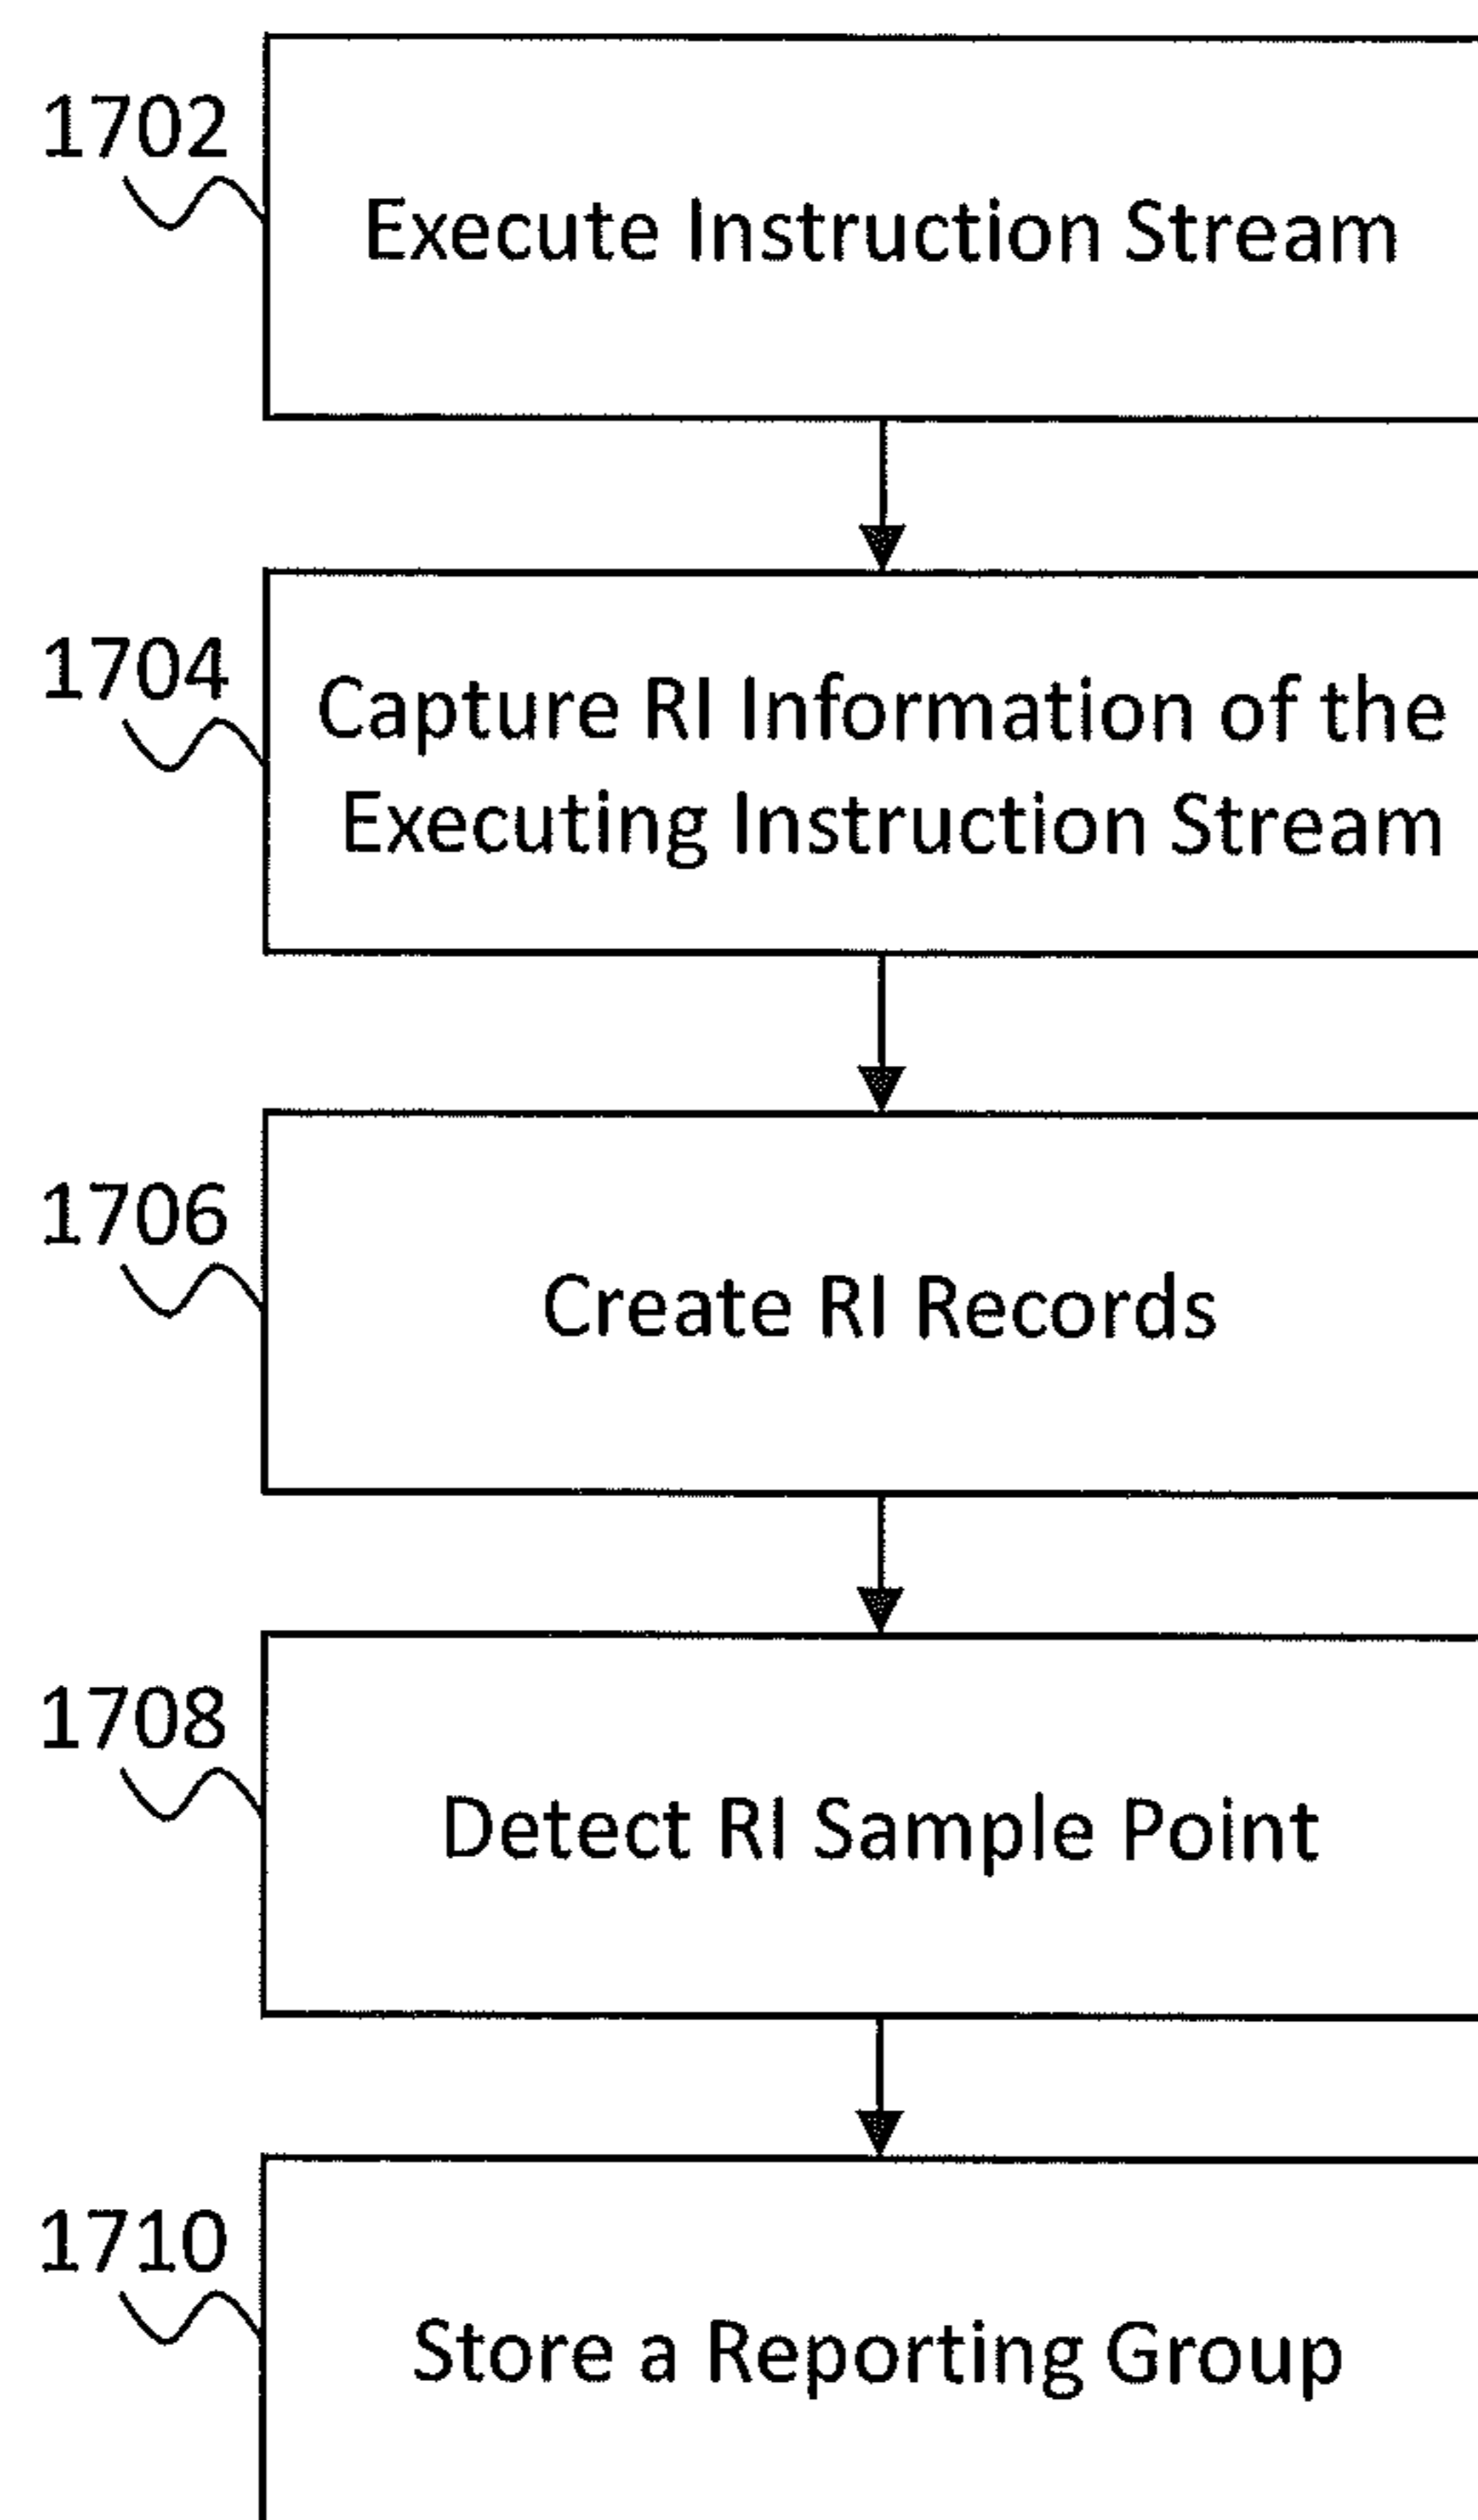 1702
Execute Instruction Stream
1704
Capture RI Information of the
Executing Instruction Stream
1706
Create RI Records
1708
Detect RI Sample Point
1710
Store a Reporting Group